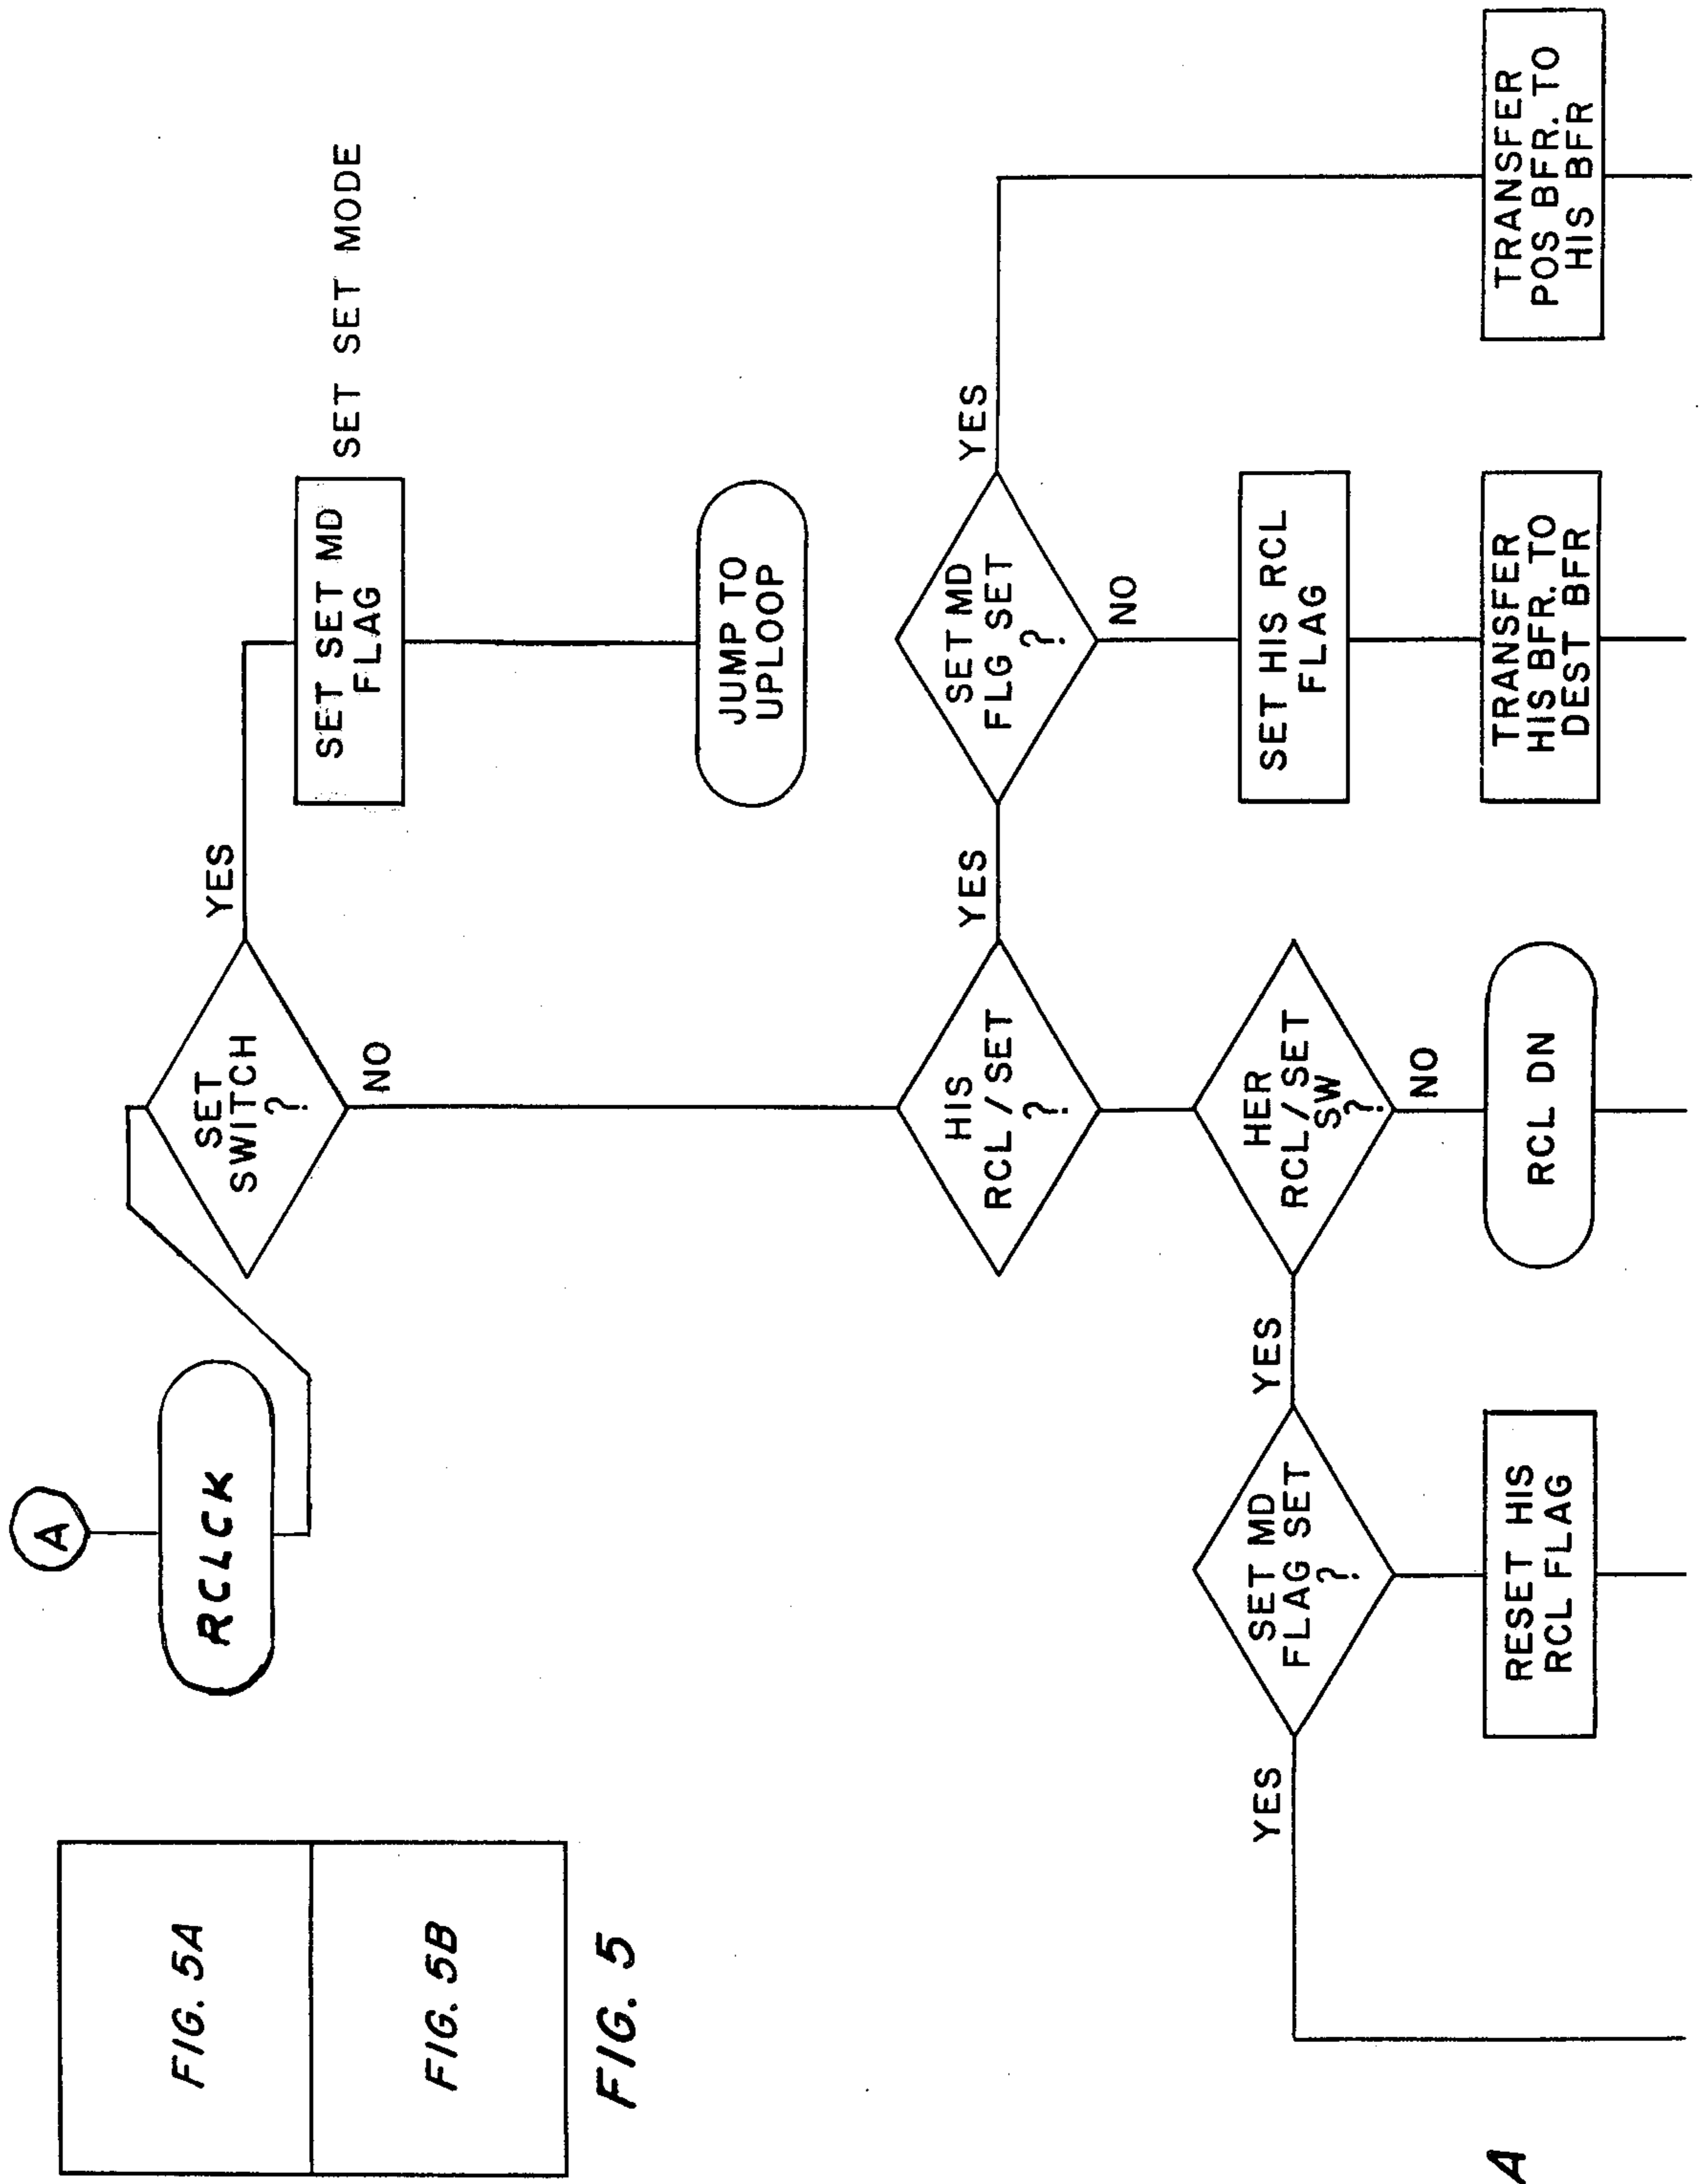 FIG. 5A
FIG. 5B
FIG. 5
A
RCLCK
SET
SWITCH
?
YES
NO
SET SET MD
FLAG
SET SET MODE
JUMP TO
UPLOOP
HIS
RCL/SET
?
YES
SET MD
FLG SET
?
YES
NO
SET HIS RCL
FLAG
TRANSFER
HIS BFR. TO
DEST BFR
TRANSFER
POS BFR. TO
HIS BFR
HER
RCL/SET
SW
?
YES
NO
RCL DN
SET MD
FLAG SET
?
YES
RESET HIS
RCL FLAG
A